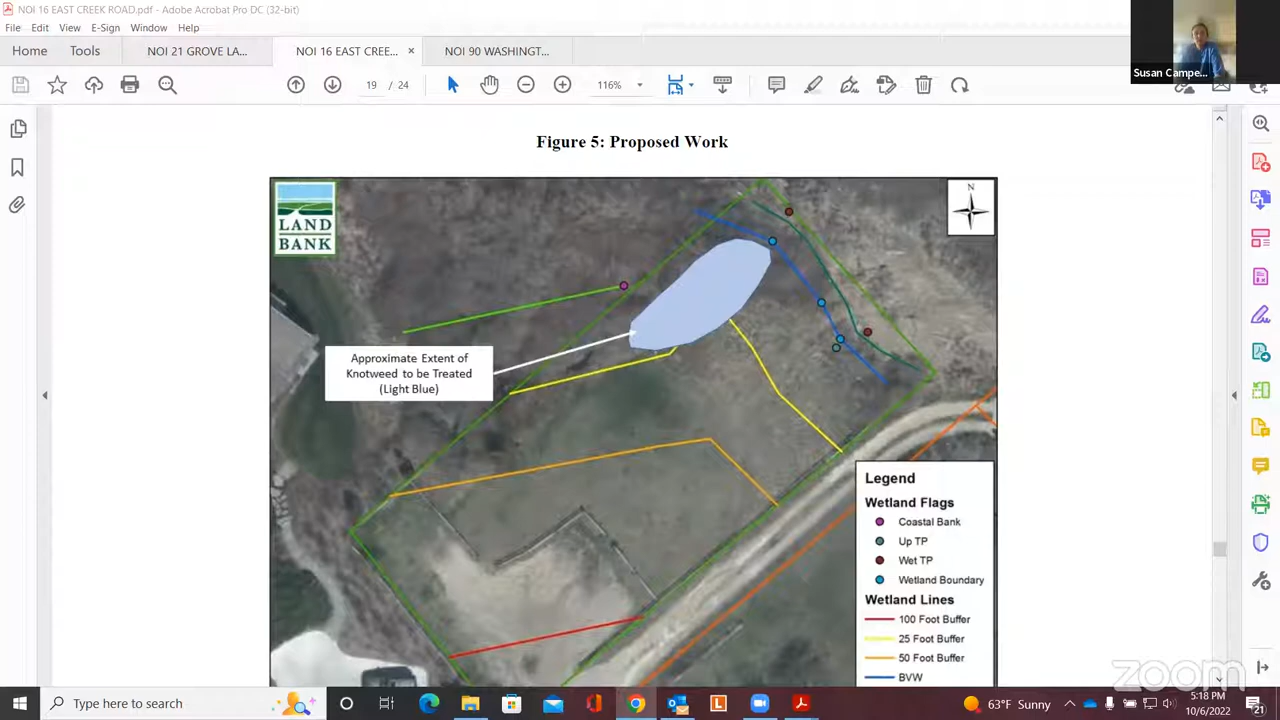 NOI 16 EAST CREEK ROAD.pdf - Adobe Acrobat Pro DC (32-bit)
File Edit View E-Sign Window Help
Home Tools NOI 21 GROVE LA... NOI 16 EAST CREE... × NOI 90 WASHINGT...
19 / 24 116%
Susan Campe...
Figure 5: Proposed Work
LAND
BANK
N
Approximate Extent of
Knotweed to be Treated
(Light Blue)
Legend
Wetland Flags
Coastal Bank
Up TP
Wet TP
Wetland Boundary
Wetland Lines
100 Foot Buffer
25 Foot Buffer
50 Foot Buffer
BVW
zoom
Type here to search
63°F Sunny
5:18 PM
10/6/2022
21